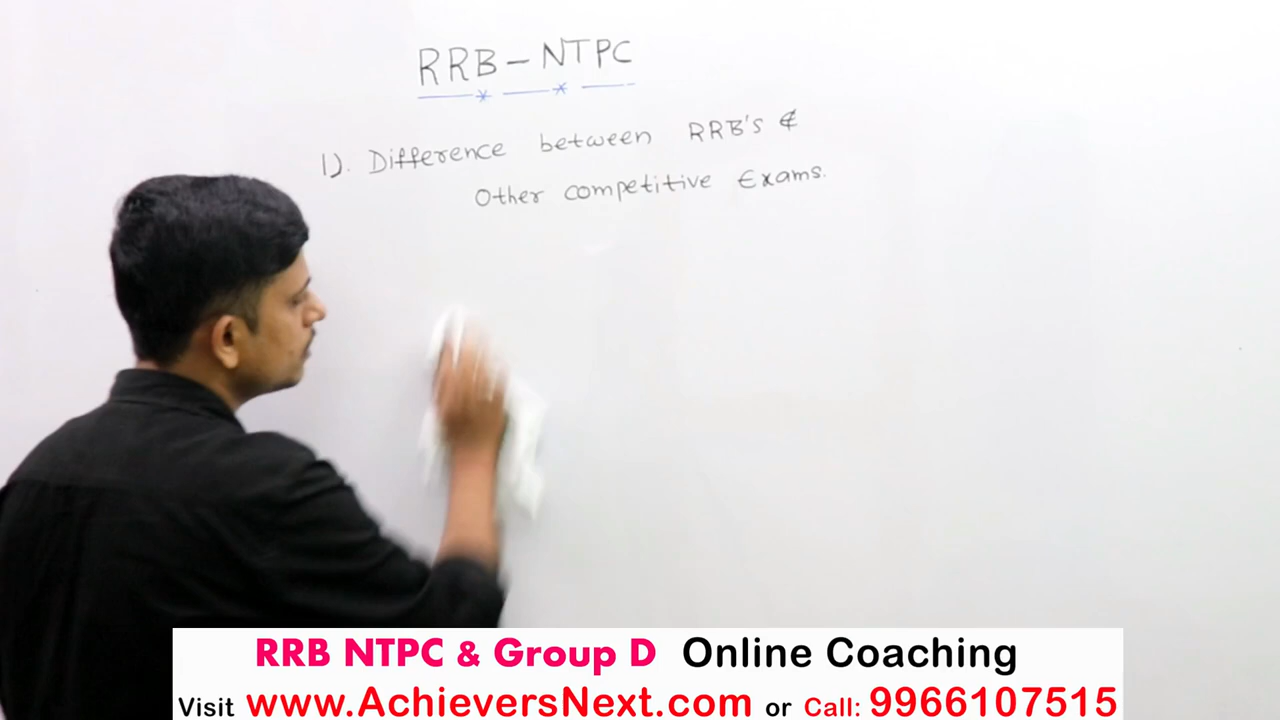 RRB - NTPC
1). Difference between RRB's &
Other competitive Exams.
RRB NTPC & Group D Online Coaching
Visit www.AchieversNext.com or Call: 9966107515